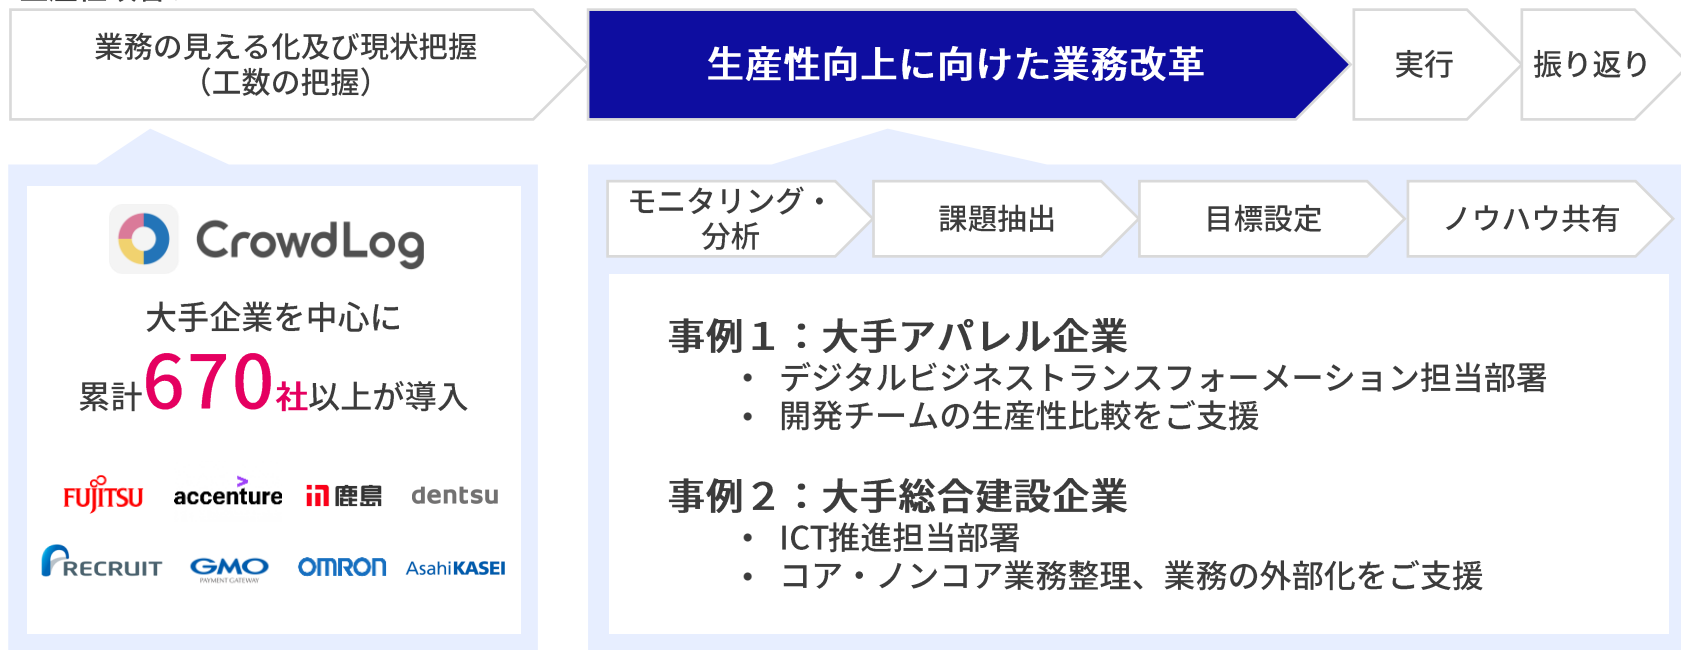 業務の見える化及び現状把握
（工数の把握）
生産性向上に向けた業務改革
実行
振り返り
CrowdLog
大手企業を中心に
累計670社以上が導入
FUJITSU
accenture
鹿島
dentsu
RECRUIT
GMO
PAYMENT GATEWAY
OMRON
AsahiKASEI
モニタリング・
分析
課題抽出
目標設定
ノウハウ共有
事例１：大手アパレル企業
• デジタルビジネストランスフォーメーション担当部署
• 開発チームの生産性比較をご支援
事例２：大手総合建設企業
• ICT推進担当部署
• コア・ノンコア業務整理、業務の外部化をご支援